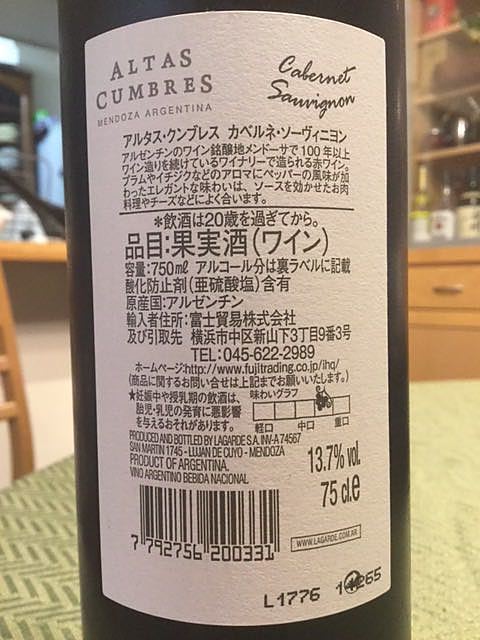 ALTAS
CUMBRES
MENDOZA ARGENTINA
Cabernet
Sauvignon
アルタス・クンブレス カベルネ・ソーヴィニヨン
アルゼンチンのワイン銘醸地メンドーサで100年以上
ワイン造りを続けているワイナリーで造られる赤ワイン。
プラムやイチジクなどのアロマにペッパーの風味が加
わったエレガントな味わいは、ソースを効かせたお肉
料理やチーズなどによく合います。
*飲酒は20歳を過ぎてから。
品目:果実酒(ワイン)
容量:750mℓ アルコール分は裏ラベルに記載
酸化防止剤(亜硫酸塩)含有
原産国:アルゼンチン
輸入者住所:富士貿易株式会社
及び引取先 横浜市中区新山下3丁目9番3号
TEL:045-622-2989
ホームページ:http://www.fujitrading.co.jp/ihq/
(商品に関するお問い合せは上記までお願いいたします。)
*妊娠中や授乳期の飲酒は、
胎児・乳児の発育に悪影響
を与えるおそれがあります。
味わいグラフ
軽口 中口 重口
PRODUCED AND BOTTLED BY LAGARDE S.A. INV-A 74567
SAN MARTIN 1745 - LUJAN DE CUYO - MENDOZA
PRODUCT OF ARGENTINA.
VINO ARGENTINO BEBIDA NACIONAL
13.7% vol.
75 cl.e
7 792756 200331
WWW.LAGARDE.COM.AR
L1776